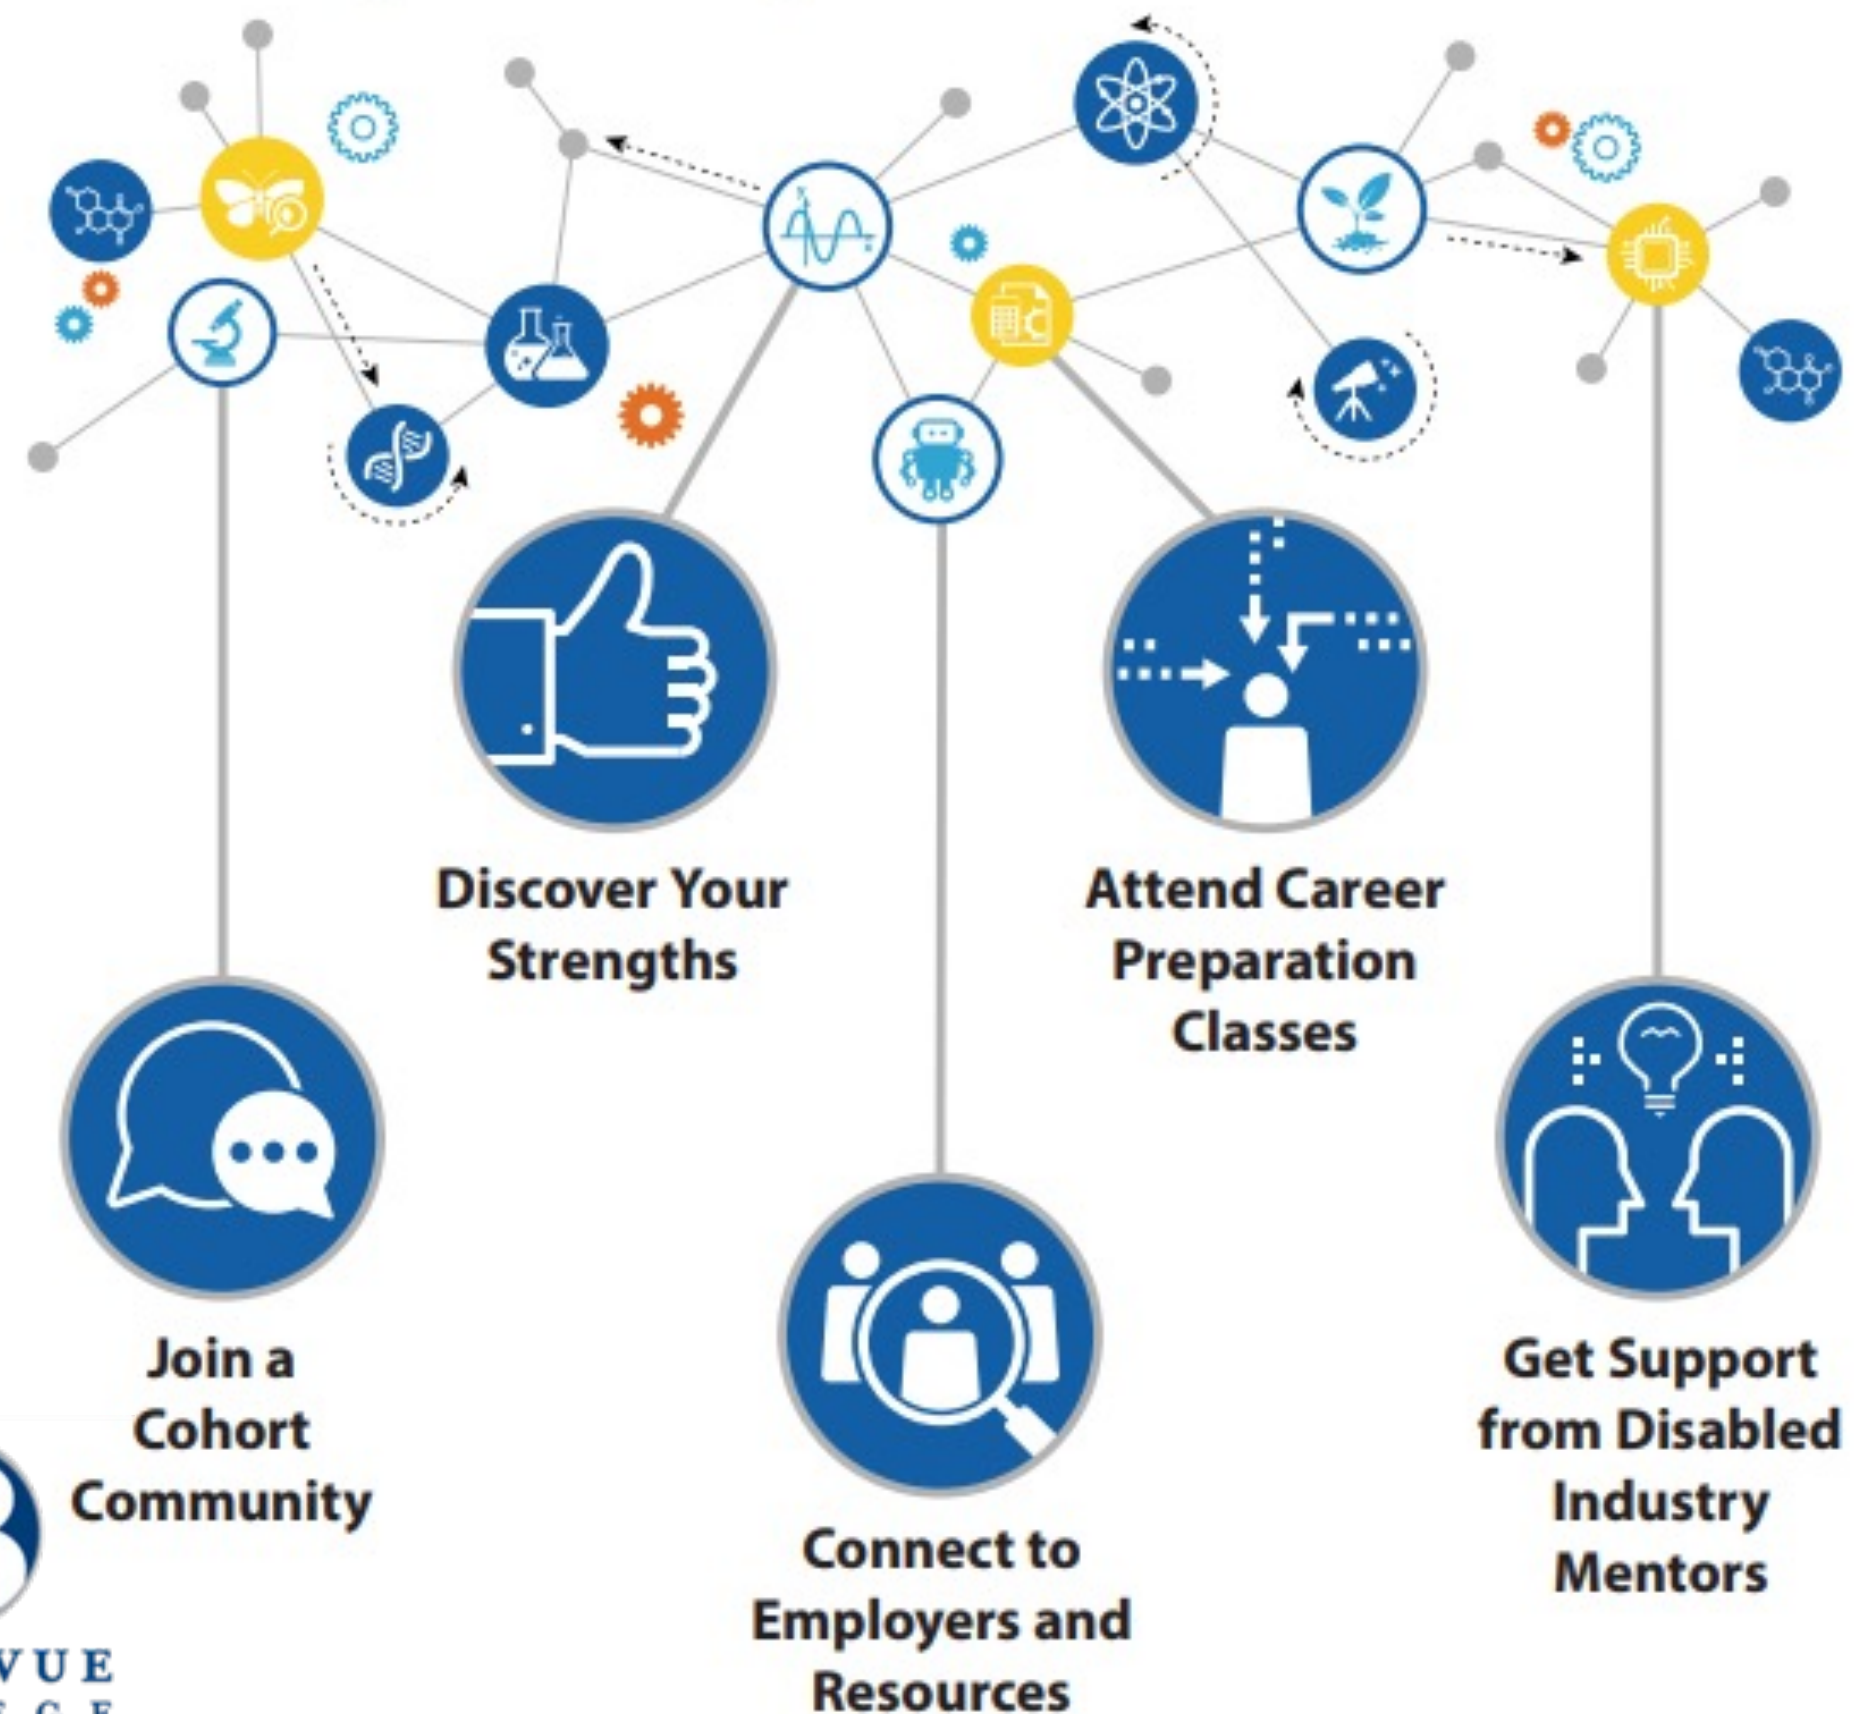 Discover Your
Strengths
Attend Career
Preparation
Classes
Join a
Cohort
Community
Get Support
from Disabled
Industry
Mentors
Connect to
Employers and
Resources
VUE